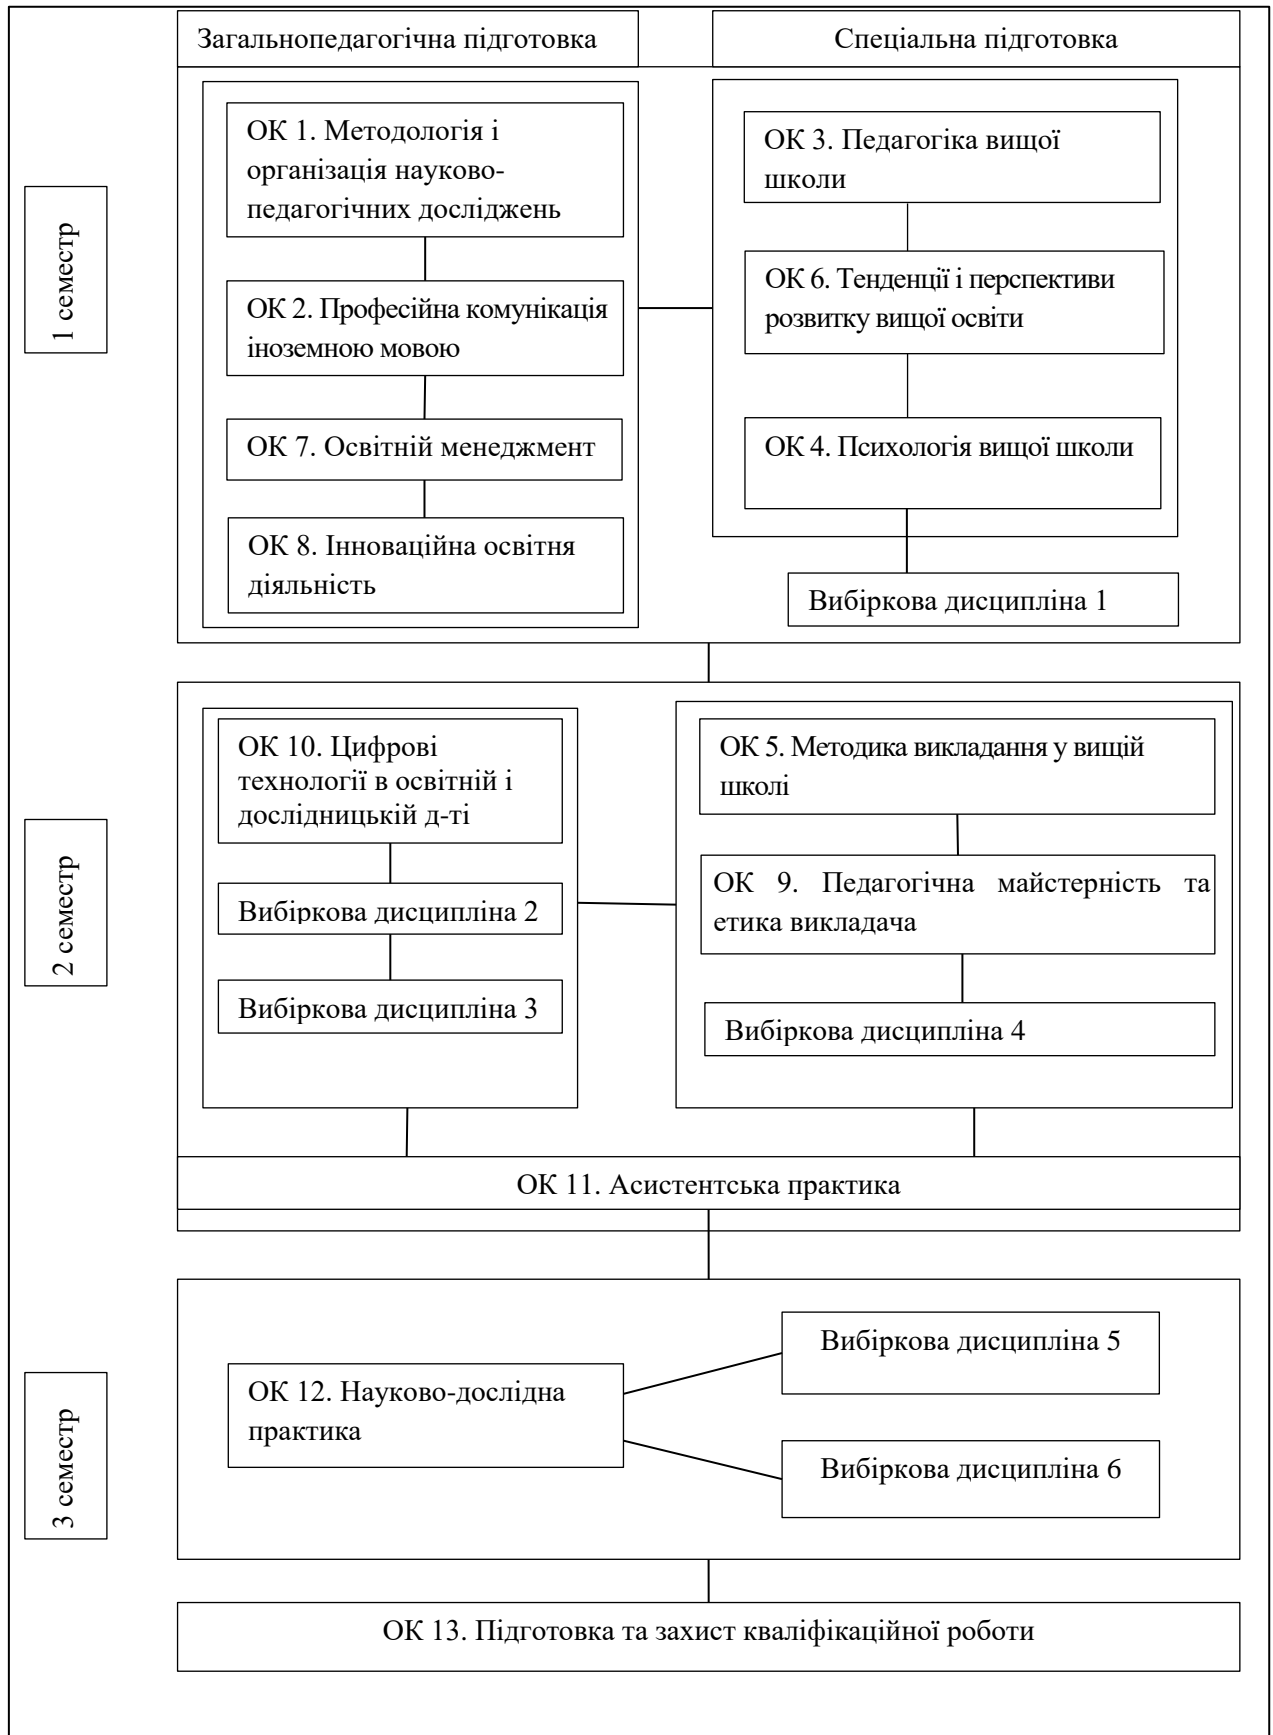 Загальнопедагогічна підготовка
Спеціальна підготовка
1 семестр
ОК 1. Методологія і
організація науково-
педагогічних досліджень
ОК 2. Професійна комунікація
іноземною мовою
ОК 7. Освітній менеджмент
ОК 8. Інноваційна освітня
діяльність
ОК 3. Педагогіка вищої
школи
ОК 6. Тенденції і перспективи
розвитку вищої освіти
ОК 4. Психологія вищої школи
Вибіркова дисципліна 1
2 семестр
ОК 10. Цифрові
технології в освітній і
дослідницькій д-ті
Вибіркова дисципліна 2
Вибіркова дисципліна 3
ОК 5. Методика викладання у вищій
школі
ОК 9. Педагогічна майстерність та
етика викладача
Вибіркова дисципліна 4
ОК 11. Асистентська практика
3 семестр
ОК 12. Науково-дослідна
практика
Вибіркова дисципліна 5
Вибіркова дисципліна 6
ОК 13. Підготовка та захист кваліфікаційної роботи